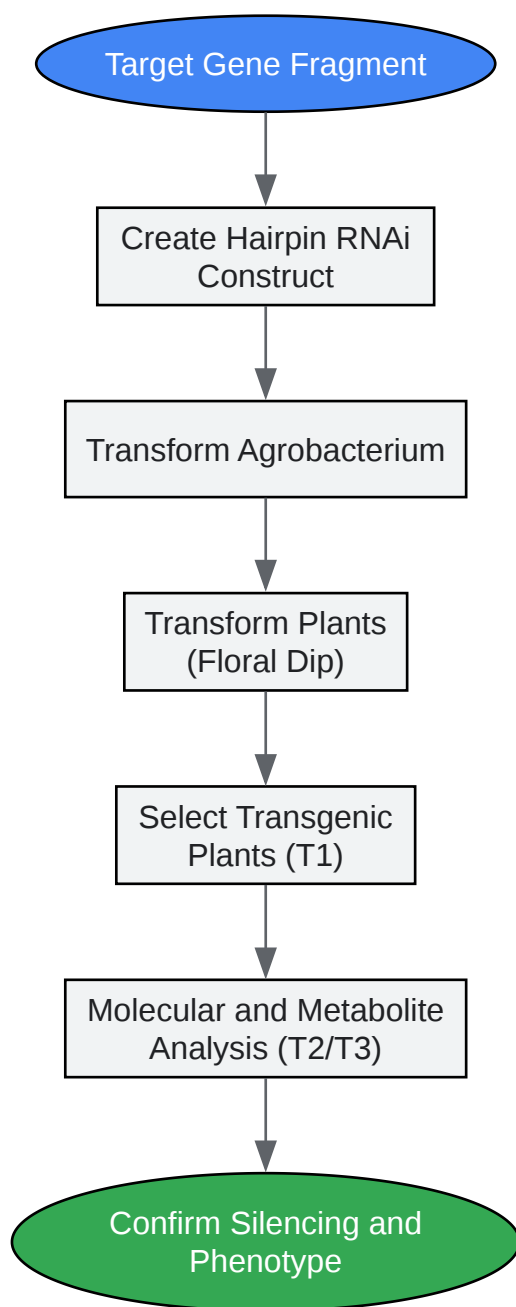 Target Gene Fragment
Create Hairpin RNAi
Construct
Transform Agrobacterium
Transform Plants
(Floral Dip)
Select Transgenic
Plants (T1)
Molecular and Metabolite
Analysis (T2/T3)
Confirm Silencing and
Phenotype